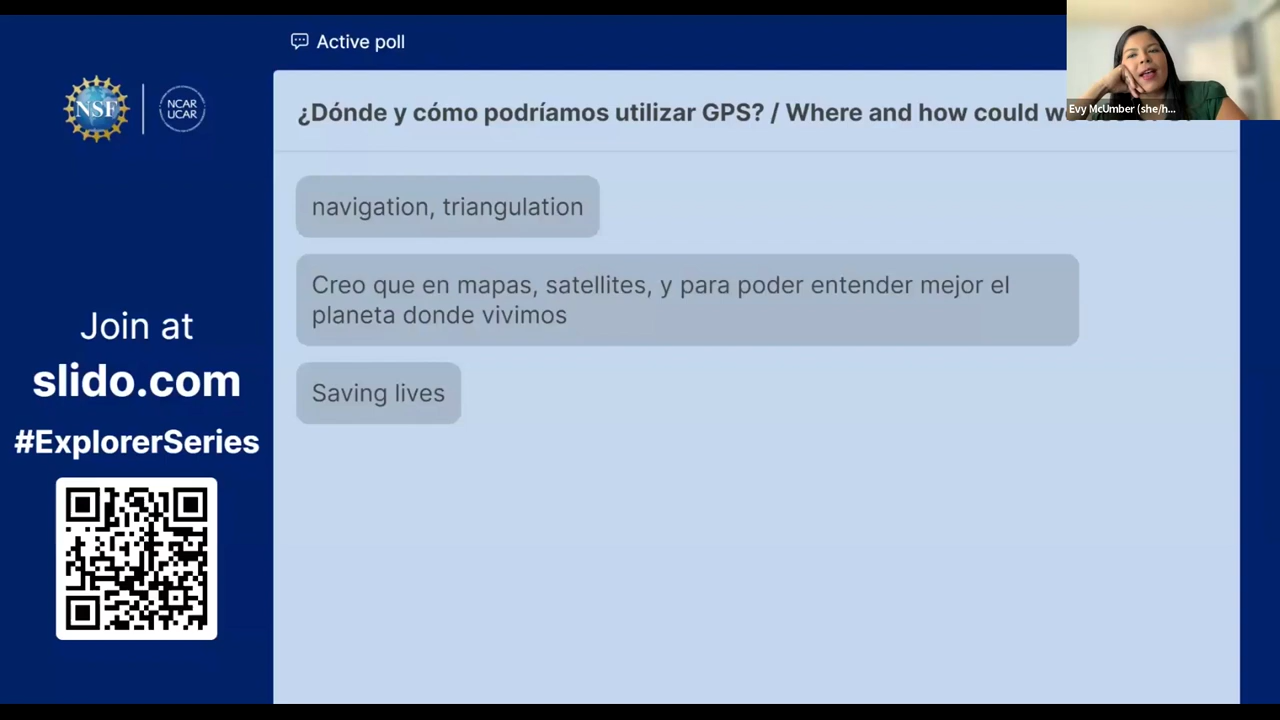 Active poll
NSF
NCAR
UCAR
¿Dónde y cómo podríamos utilizar GPS? / Where and how could
Evy McUmber (she/h...
navigation, triangulation
Creo que en mapas, satellites, y para poder entender mejor el
planeta donde vivimos
Saving lives
Join at
slido.com
#ExplorerSeries